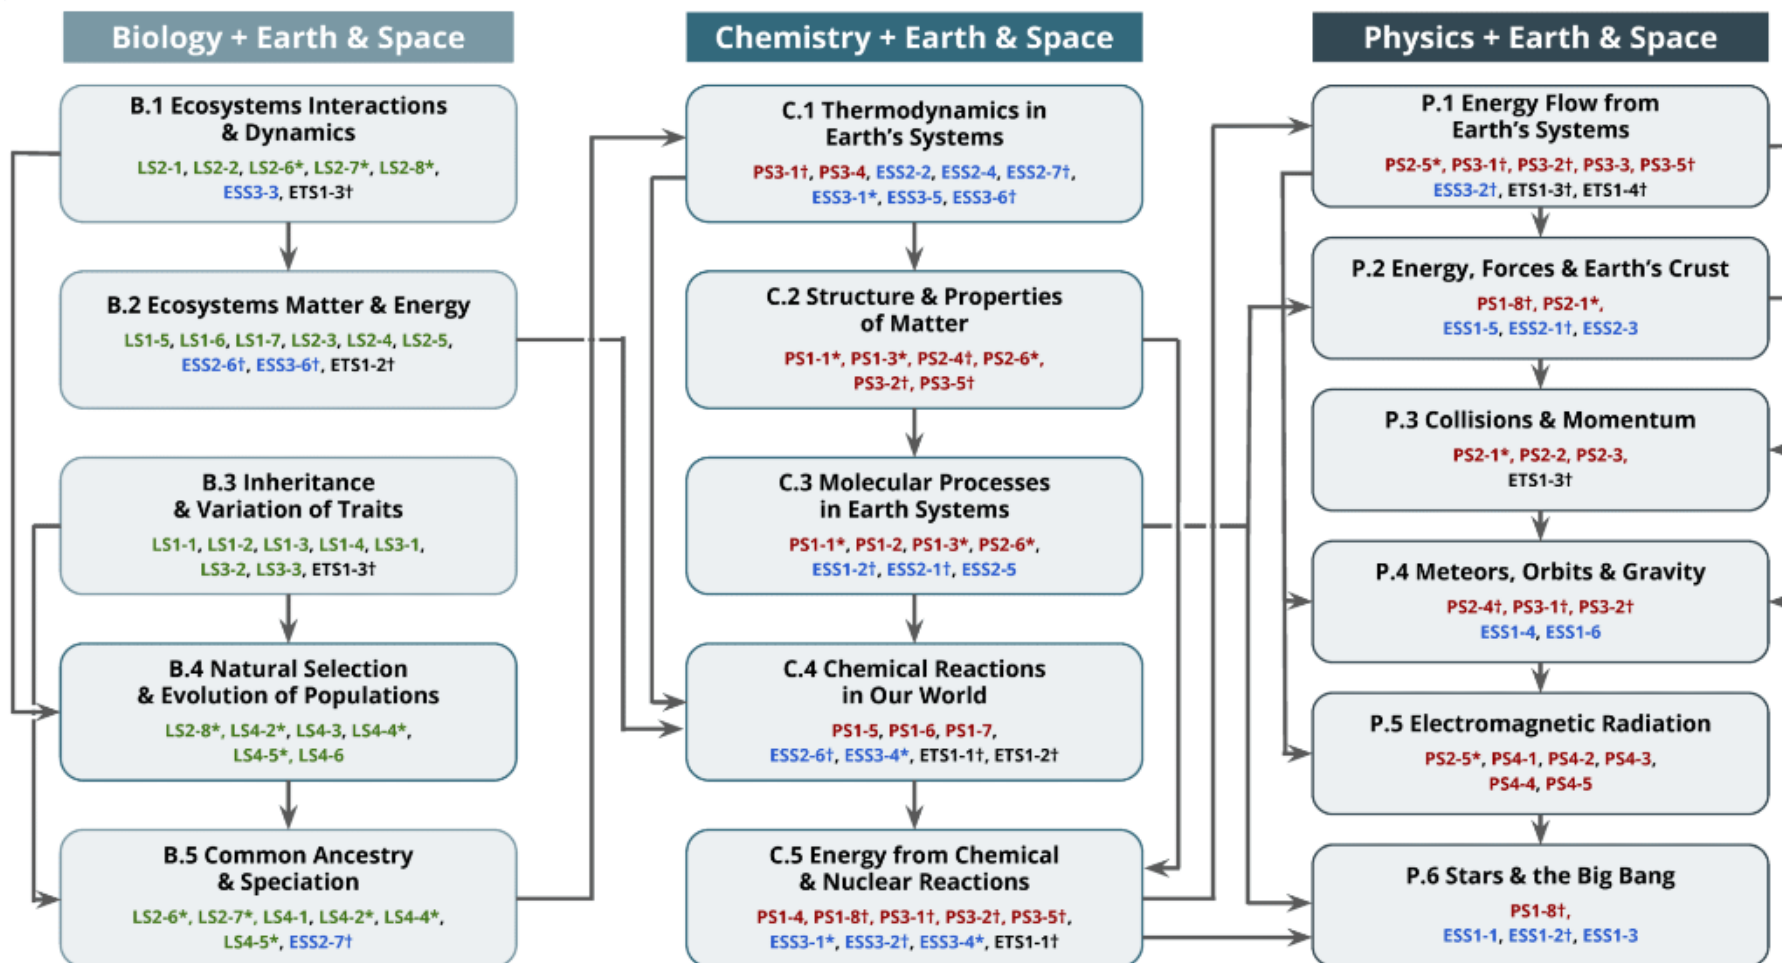 Biology + Earth & Space
B.1 Ecosystems Interactions
& Dynamics
LS2-1, LS2-2, LS2-6*, LS2-7*, LS2-8*,
ESS3-3, ETS1-3†
B.2 Ecosystems Matter & Energy
LS1-5, LS1-6, LS1-7, LS2-3, LS2-4, LS2-5,
ESS2-6†, ESS3-6†, ETS1-2†
B.3 Inheritance
& Variation of Traits
LS1-1, LS1-2, LS1-3, LS1-4, LS3-1,
LS3-2, LS3-3, ETS1-3†
B.4 Natural Selection
& Evolution of Populations
LS2-8*, LS4-2*, LS4-3, LS4-4*,
LS4-5*, LS4-6
B.5 Common Ancestry
& Speciation
LS2-6*, LS2-7*, LS4-1, LS4-2*, LS4-4*,
LS4-5*, ESS2-7†
Chemistry + Earth & Space
C.1 Thermodynamics in
Earth's Systems
PS3-1†, PS3-4, ESS2-2, ESS2-4, ESS2-7†,
ESS3-1*, ESS3-5, ESS3-6†
C.2 Structure & Properties
of Matter
PS1-1*, PS1-3*, PS2-4†, PS2-6*,
PS3-2†, PS3-5†
C.3 Molecular Processes
in Earth Systems
PS1-1*, PS1-2, PS1-3*, PS2-6*,
ESS1-2†, ESS2-1†, ESS2-5
C.4 Chemical Reactions
in Our World
PS1-5, PS1-6, PS1-7,
ESS2-6†, ESS3-4*, ETS1-1†, ETS1-2†
C.5 Energy from Chemical
& Nuclear Reactions
PS1-4, PS1-8†, PS3-1†, PS3-2†, PS3-5†,
ESS3-1*, ESS3-2†, ESS3-4*, ETS1-1†
Physics + Earth & Space
P.1 Energy Flow from
Earth's Systems
PS2-5*, PS3-1†, PS3-2†, PS3-3, PS3-5†
ESS3-2†, ETS1-3†, ETS1-4†
P.2 Energy, Forces & Earth's Crust
PS1-8†, PS2-1*,
ESS1-5, ESS2-1†, ESS2-3
P.3 Collisions & Momentum
PS2-1*, PS2-2, PS2-3,
ETS1-3†
P.4 Meteors, Orbits & Gravity
PS2-4†, PS3-1†, PS3-2†
ESS1-4, ESS1-6
P.5 Electromagnetic Radiation
PS2-5*, PS4-1, PS4-2, PS4-3,
PS4-4, PS4-5
P.6 Stars & the Big Bang
PS1-8†,
ESS1-1, ESS1-2†, ESS1-3